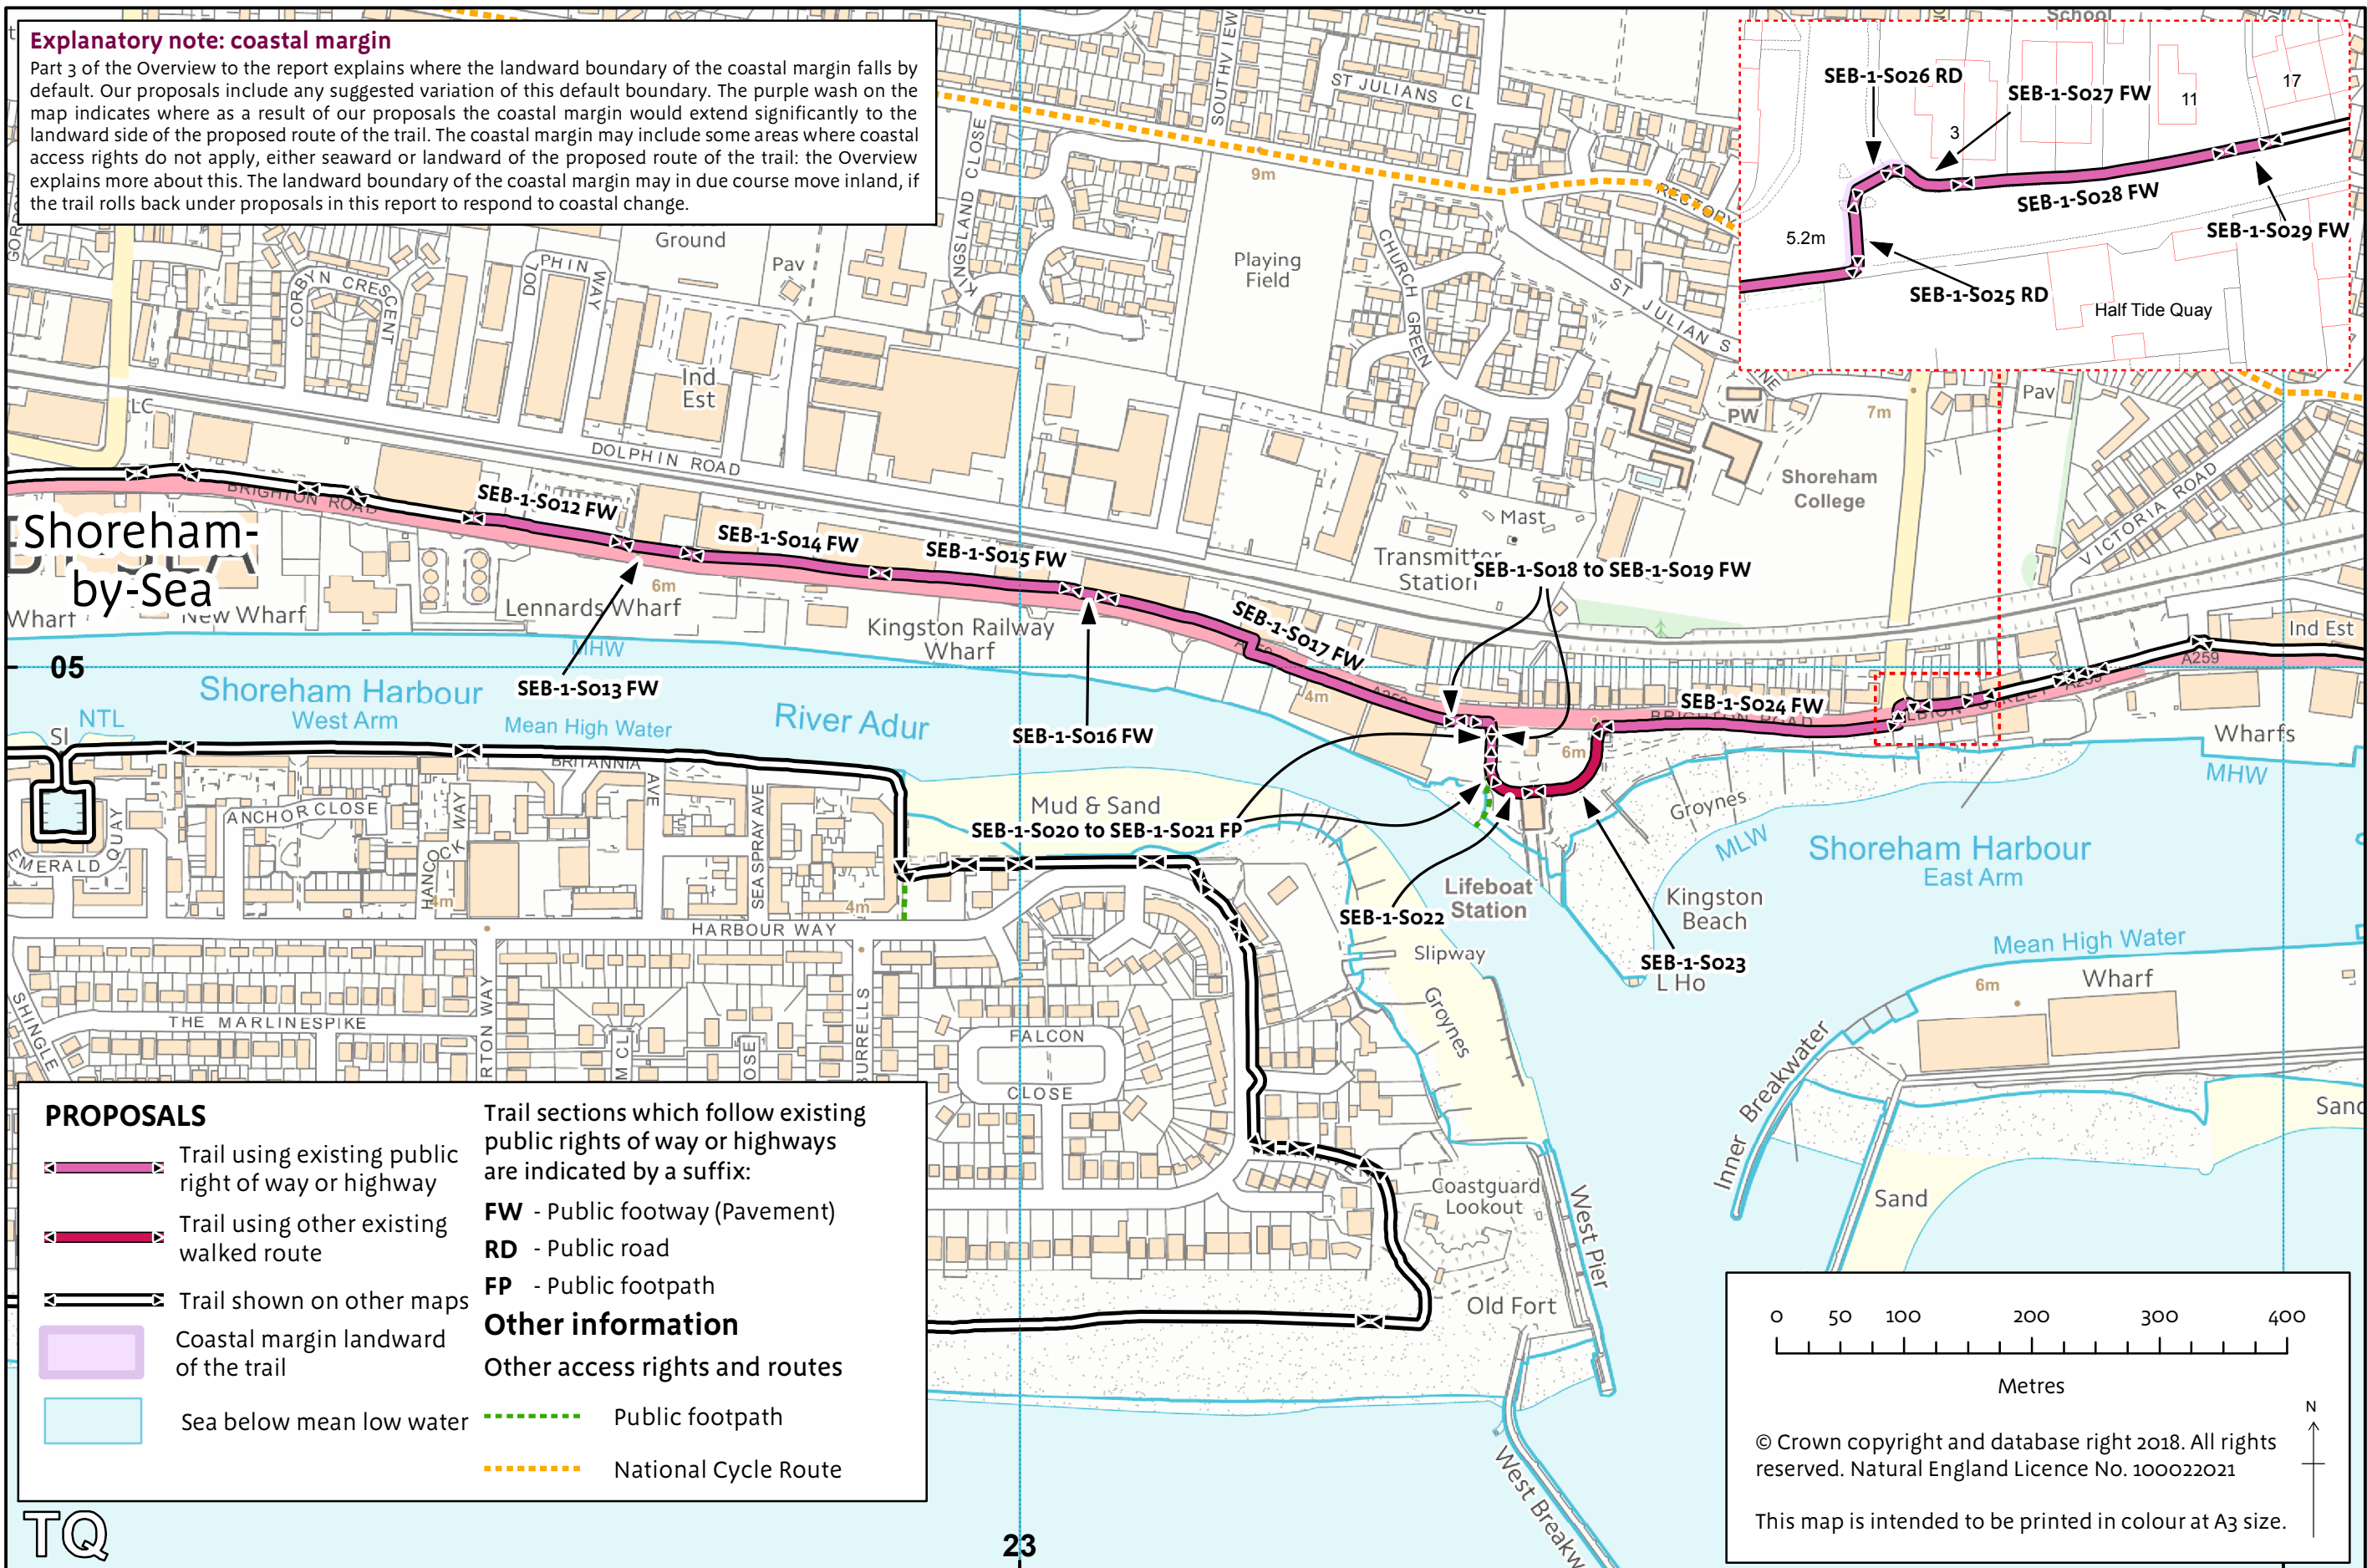 Explanatory note: coastal margin
Part 3 of the Overview to the report explains where the landward boundary of the coastal margin falls by
default. Our proposals include any suggested variation of this default boundary. The purple wash on the
map indicates where as a result of our proposals the coastal margin would extend significantly to the
landward side of the proposed route of the trail. The coastal margin may include some areas where coastal
access rights do not apply, either seaward or landward of the proposed route of the trail: the Overview
explains more about this. The landward boundary of the coastal margin may in due course move inland, if
the trail rolls back under proposals in this report to respond to coastal change.
School
SOUTHVIEW
ST JULIANS CL
KINGSLAND CLOSE
9m
RECTORY
Ground
Pav
Playing
Field
CHURCH GREEN
ST JULIAN S
CORBYN CRESCENT
DOLPHIN WAY
SEB-1-S026 RD
SEB-1-S027 FW
3
11
17
SEB-1-S028 FW
SEB-1-S029 FW
5.2m
SEB-1-S025 RD
Half Tide Quay
LC
Ind
Est
DOLPHIN ROAD
PW
7m
Pav
Shoreham
College
VICTORIA ROAD
Mast
Transmitter
Station
BRIGHTON ROAD
SEB-1-S012 FW
SEB-1-S014 FW
SEB-1-S015 FW
SEB-1-S018 to SEB-1-S019 FW
SEB-1-S017 FW
Shoreham-
by-Sea
Wharf
New Wharf
6m
Lennards Wharf
Kingston Railway
Wharf
MHW
SEB-1-S013 FW
SEB-1-S016 FW
4m
SEB-1-S024 FW
BRIGHTON ROAD
A259
Ind Est
05
Shoreham Harbour
West Arm
Mean High Water
River Adur
NTL
Sl
6m
Wharfs
MHW
BRITANNIA
AVE
ANCHOR CLOSE
HANCOCK WAY
SEASPRAY AVE
EMERALD QUAY
4m
4m
HARBOUR WAY
Mud & Sand
SEB-1-S020 to SEB-1-S021 FP
Groynes
MLW
Shoreham Harbour
East Arm
Lifeboat
Station
SEB-1-S022
Kingston
Beach
SEB-1-S023
L Ho
Slipway
Groynes
Mean High Water
Wharf
6m
SHINGLE
THE MARLINESPIKE
RTON WAY
M CL
OSE
BURRELLS
FALCON
CLOSE
Inner Breakwater
Sand
Coastguard
Lookout
West Pier
Old Fort
West Breakw
PROPOSALS
Trail using existing public
right of way or highway
Trail using other existing
walked route
Trail shown on other maps
Coastal margin landward
of the trail
Sea below mean low water
Trail sections which follow existing
public rights of way or highways
are indicated by a suffix:
FW - Public footway (Pavement)
RD - Public road
FP - Public footpath
Other information
Other access rights and routes
Public footpath
National Cycle Route
0 50 100 200 300 400
Metres
N
© Crown copyright and database right 2018. All rights
reserved. Natural England Licence No. 100022021
This map is intended to be printed in colour at A3 size.
TQ
23